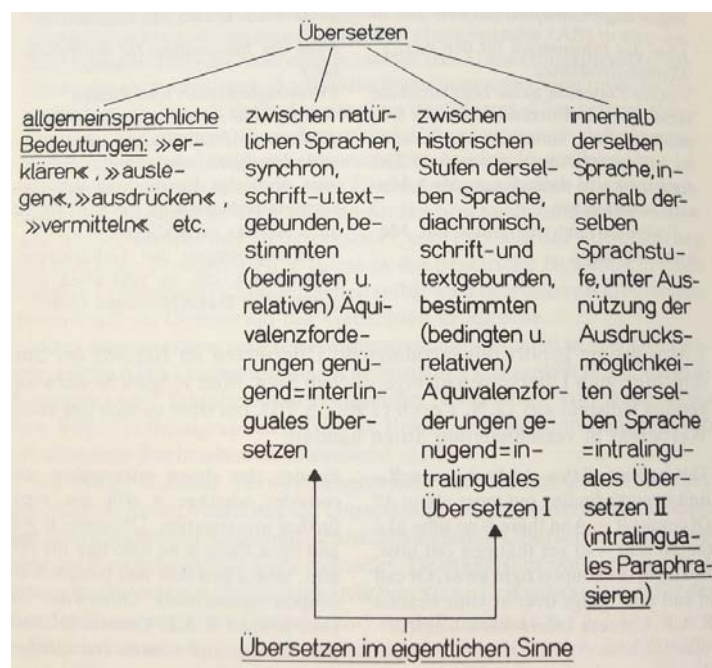 Übersetzen
allgemeinsprachliche
Bedeutungen: »er-
klären«, »ausle-
gen«, »ausdrücken«,
»vermitteln« etc.
zwischen natür-
lichen Sprachen,
synchron,
schrift-u.text-
gebunden, be-
stimmten
(bedingten u.
relativen) Äqui-
valenzforde-
rungen genü-
gend=interlin-
guales Über-
setzen
zwischen
historischen
Stufen dersel-
ben Sprache,
diachronisch,
schrift-und
textgebunden,
bestimmten
(bedingten u.
relativen)
Äquivalenzfor-
derungen ge-
nügend=in-
tralinguales
Übersetzen I
innerhalb
derselben
Sprache, in-
nerhalb der-
selben
Sprachstu-
fe, unter Aus-
nützung der
Ausdrucks-
möglichkei-
ten dersel-
ben Sprache
=intralingu-
ales Über-
setzen II
(intralingua-
les Paraphra-
sieren)
Übersetzen im eigentlichen Sinne